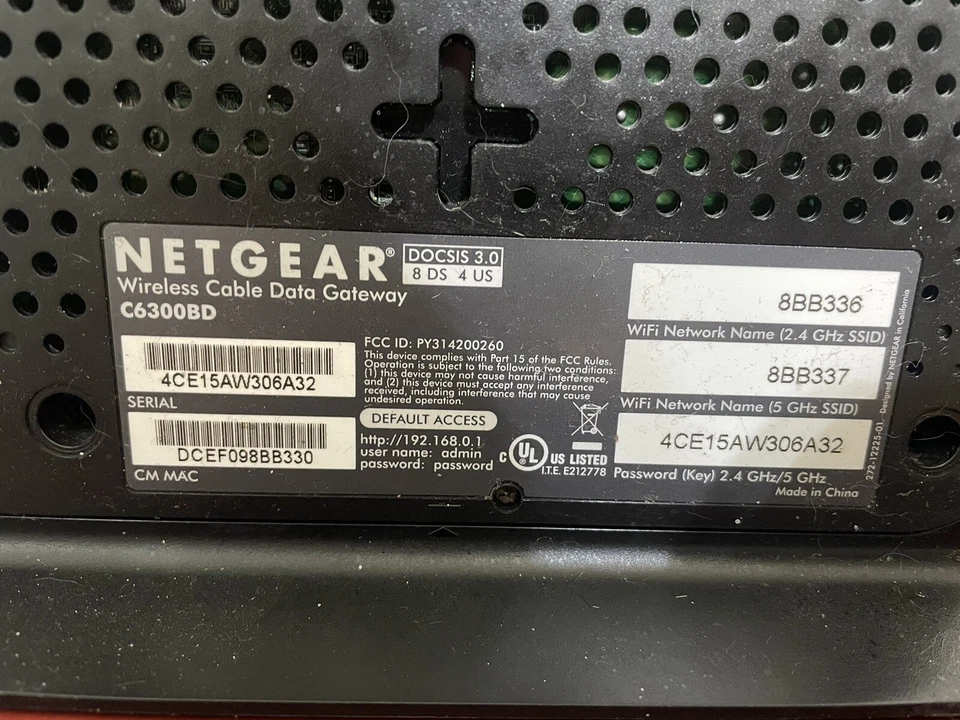 NETGEAR®
DOCSIS 3.0
8 DS 4 US
Wireless Cable Data Gateway
C6300BD
4CE15AW306A32
SERIAL
DCEF098BB330
CM MAC
FCC ID: PY314200260
This device complies with Part 15 of the FCC Rules.
Operation is subject to the following two conditions:
(1) this device may not cause harmful interference,
and (2) this device must accept any interference
received, including interference that may cause
undesired operation.
DEFAULT ACCESS
http://192.168.0.1
user name: admin
password: password
C UL US LISTED
I.T.E. E212778
8BB336
WiFi Network Name (2.4 GHz SSID)
8BB337
WiFi Network Name (5 GHz SSID)
4CE15AW306A32
Password (Key) 2.4 GHz/5 GHz
Made in China
272-12225-01 Designed by NETGEAR in California